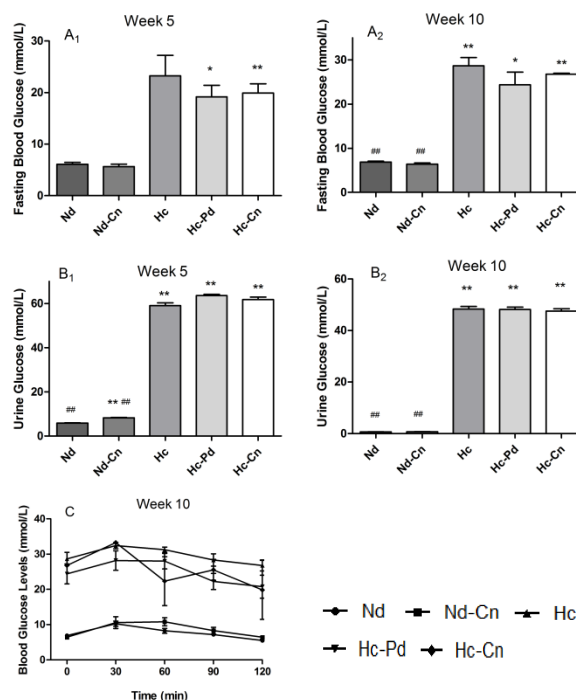 A1 Week 5
Fasting Blood Glucose (mmol/L)
30
20
10
0
* **
Nd Nd-Cn Hc Hc-Pd Hc-Cn
A2 Week 10
Fasting Blood Glucose (mmol/L)
30
20
10
0
## ## ** * **
Nd Nd-Cn Hc Hc-Pd Hc-Cn
B1 Week 5
Urine Glucose (mmol/L)
80
60
40
20
0
## ** ## ** ** **
Nd Nd-Cn Hc Hc-Pd Hc-Cn
B2 Week 10
Urine Glucose (mmol/L)
60
40
20
0
## ## ** ** **
Nd Nd-Cn Hc Hc-Pd Hc-Cn
C Week 10
Blood Glucose Levels (mmol/L)
40
30
20
10
0
0 30 60 90 120
Time (min)
Nd Nd-Cn Hc
Hc-Pd Hc-Cn